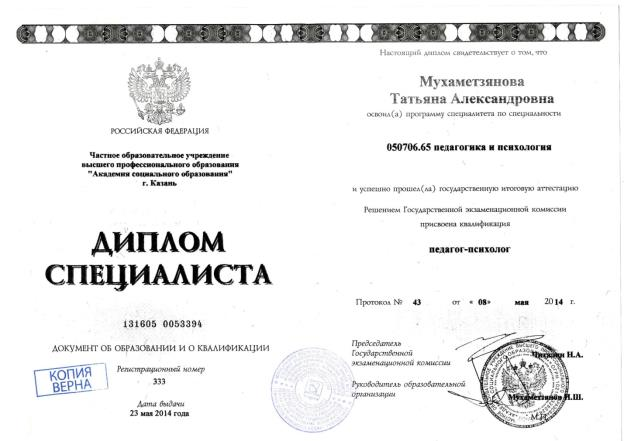 РОССИЙСКАЯ ФЕДЕРАЦИЯ
Частное образовательное учреждение
высшего профессионального образования
"Академия социального образования"
г. Казань
ДИПЛОМ
СПЕЦИАЛИСТА
131605 0053394
ДОКУМЕНТ ОБ ОБРАЗОВАНИИ И О КВАЛИФИКАЦИИ
КОПИЯ
ВЕРНА
Регистрационный номер
333
Дата выдачи
23 мая 2014 года
Настоящий диплом свидетельствует о том, что
Мухаметзянова
Татьяна Александровна
освоил(а) программу специалитета по специальности
050706.65 педагогика и психология
и успешно прошел(ла) государственную итоговую аттестацию
Решением Государственной экзаменационной комиссии
присвоена квалификация
педагог-психолог
Протокол № 43 от «08» мая 2014 г.
Председатель
Государственной
экзаменационной комиссии
Н.А.
Руководитель образовательной
организации
Мухаметзянов И.Ш.
М.П.